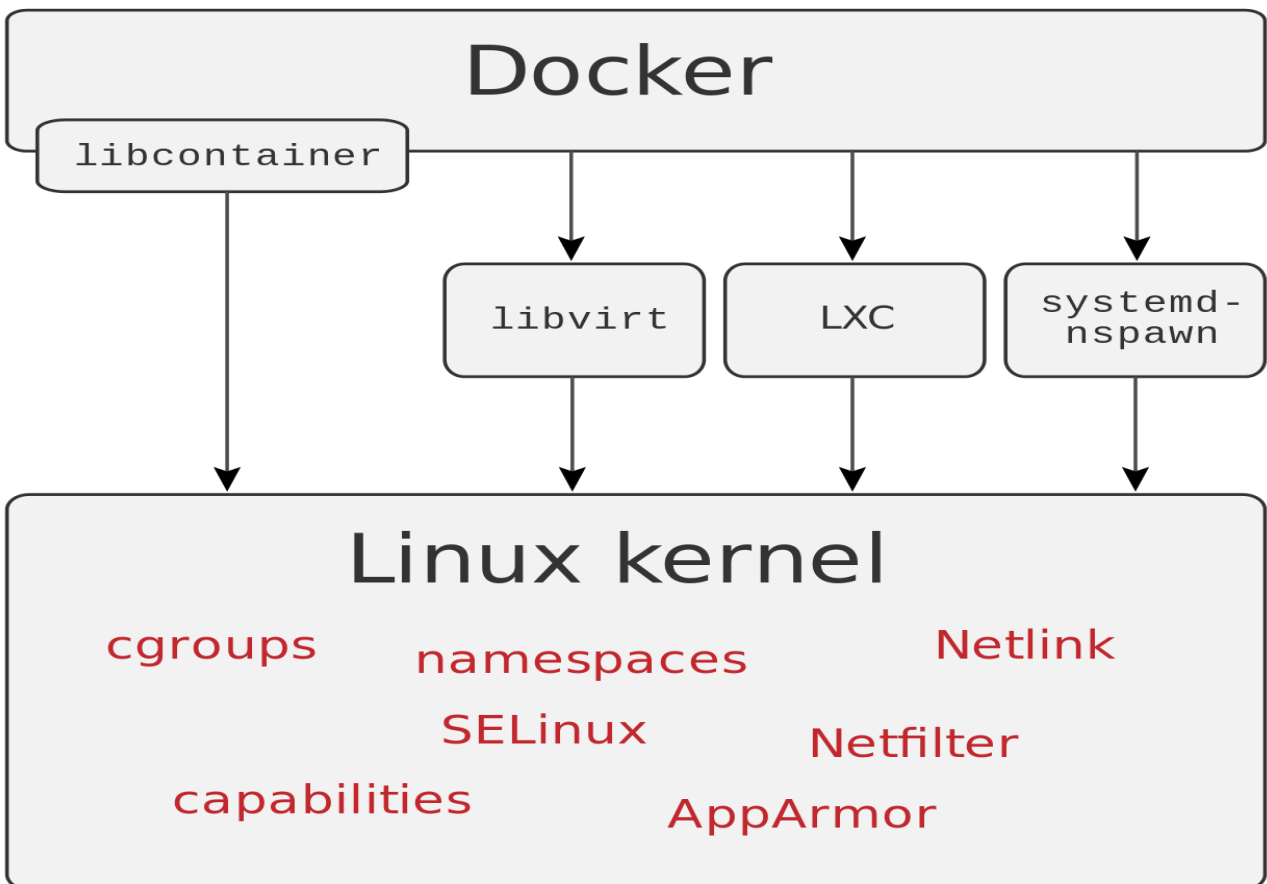 Docker
libcontainer
libvirt
LXC
systemd-
nspawn
Linux kernel
cgroups
namespaces
Netlink
SELinux
Netfilter
capabilities
AppArmor